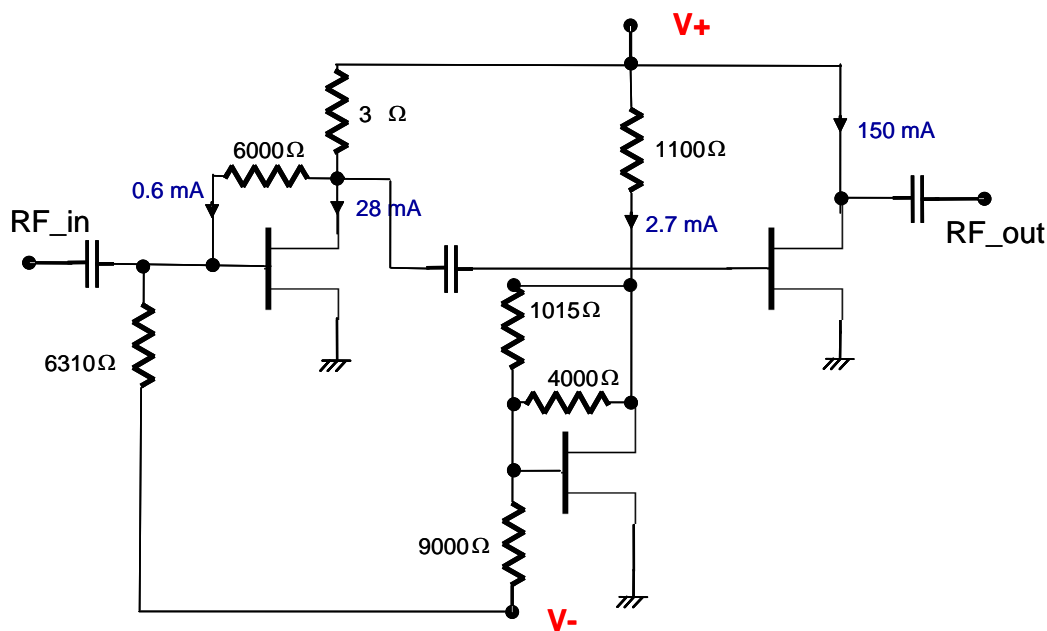 V+
3 Ω
1100Ω
150 mA
6000Ω
0.6 mA
28 mA
2.7 mA
RF_in
RF_out
1015Ω
6310Ω
4000Ω
9000Ω
V-